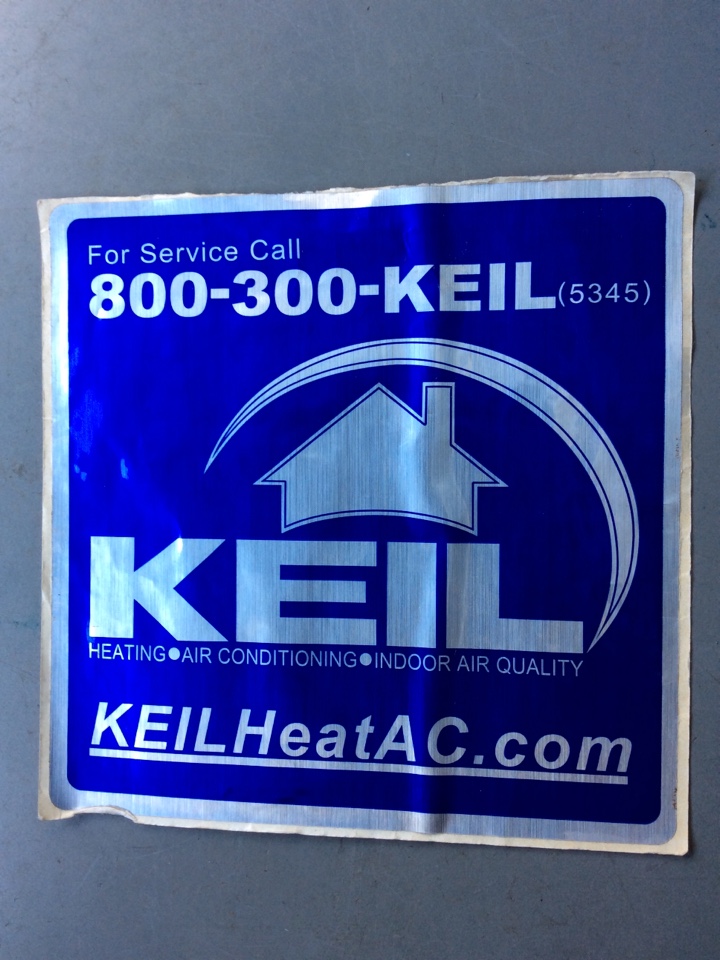 For Service Call
800-300-KEIL(5345)
KEIL
HEATING●AIR CONDITIONING●INDOOR AIR QUALITY
KEILHeatAC.com